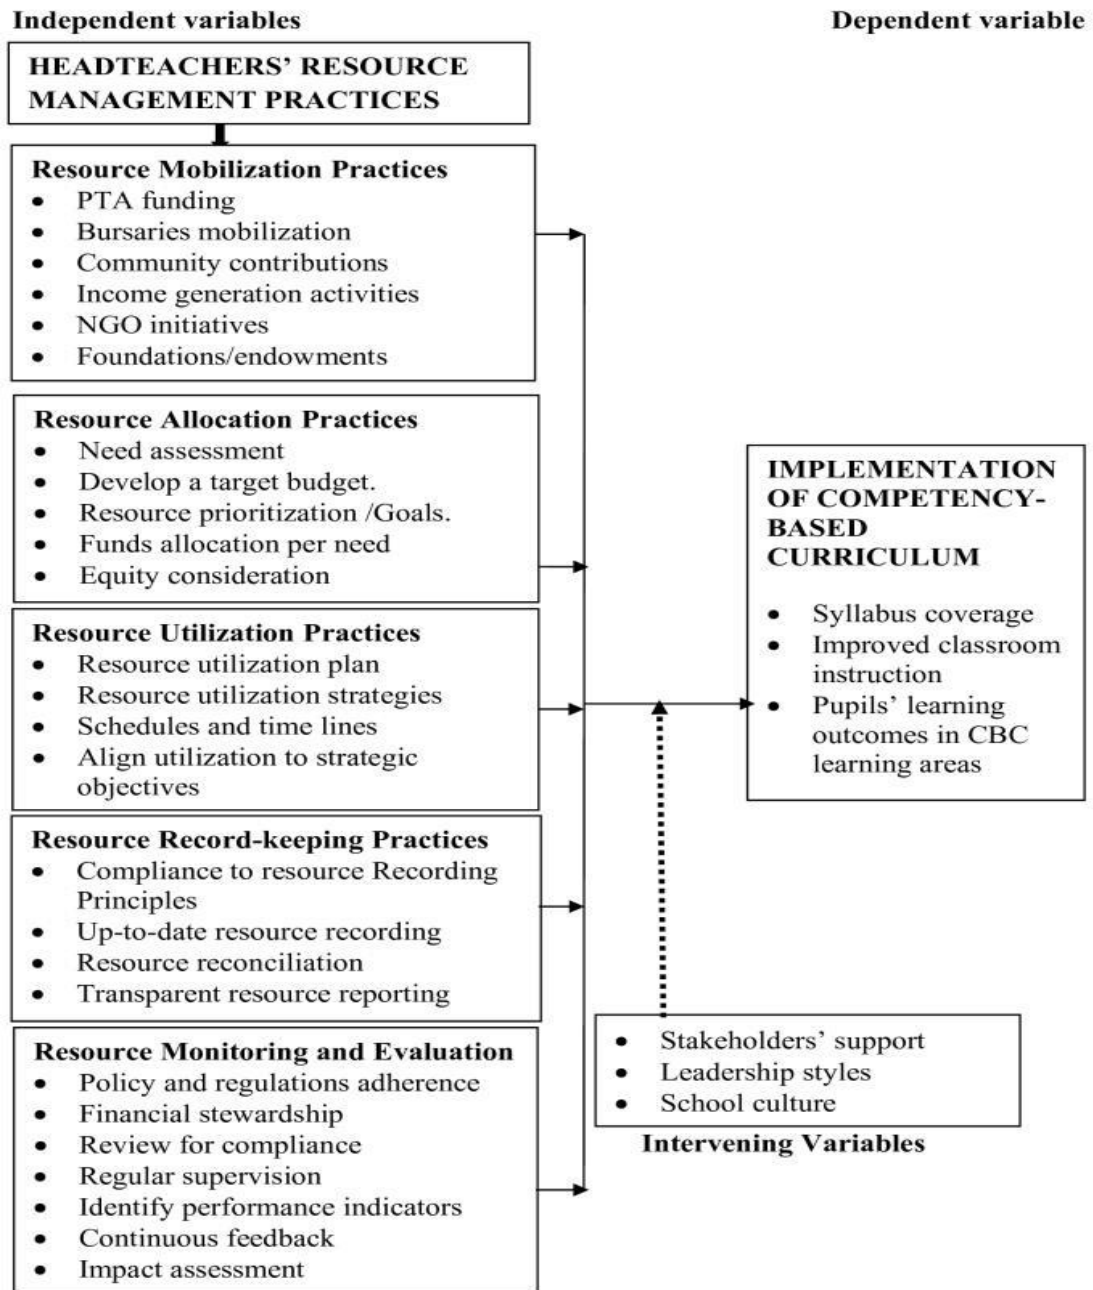 Independent variables
Dependent variable
HEADTEACHERS' RESOURCE
MANAGEMENT PRACTICES
Resource Mobilization Practices
• PTA funding
• Bursaries mobilization
• Community contributions
• Income generation activities
• NGO initiatives
• Foundations/endowments
Resource Allocation Practices
• Need assessment
• Develop a target budget.
• Resource prioritization /Goals.
• Funds allocation per need
• Equity consideration
Resource Utilization Practices
• Resource utilization plan
• Resource utilization strategies
• Schedules and time lines
• Align utilization to strategic
objectives
Resource Record-keeping Practices
• Compliance to resource Recording
Principles
• Up-to-date resource recording
• Resource reconciliation
• Transparent resource reporting
Resource Monitoring and Evaluation
• Policy and regulations adherence
• Financial stewardship
• Review for compliance
• Regular supervision
• Identify performance indicators
• Continuous feedback
• Impact assessment
IMPLEMENTATION
OF COMPETENCY-
BASED
CURRICULUM
• Syllabus coverage
• Improved classroom
instruction
• Pupils' learning
outcomes in CBC
learning areas
• Stakeholders' support
• Leadership styles
• School culture
Intervening Variables